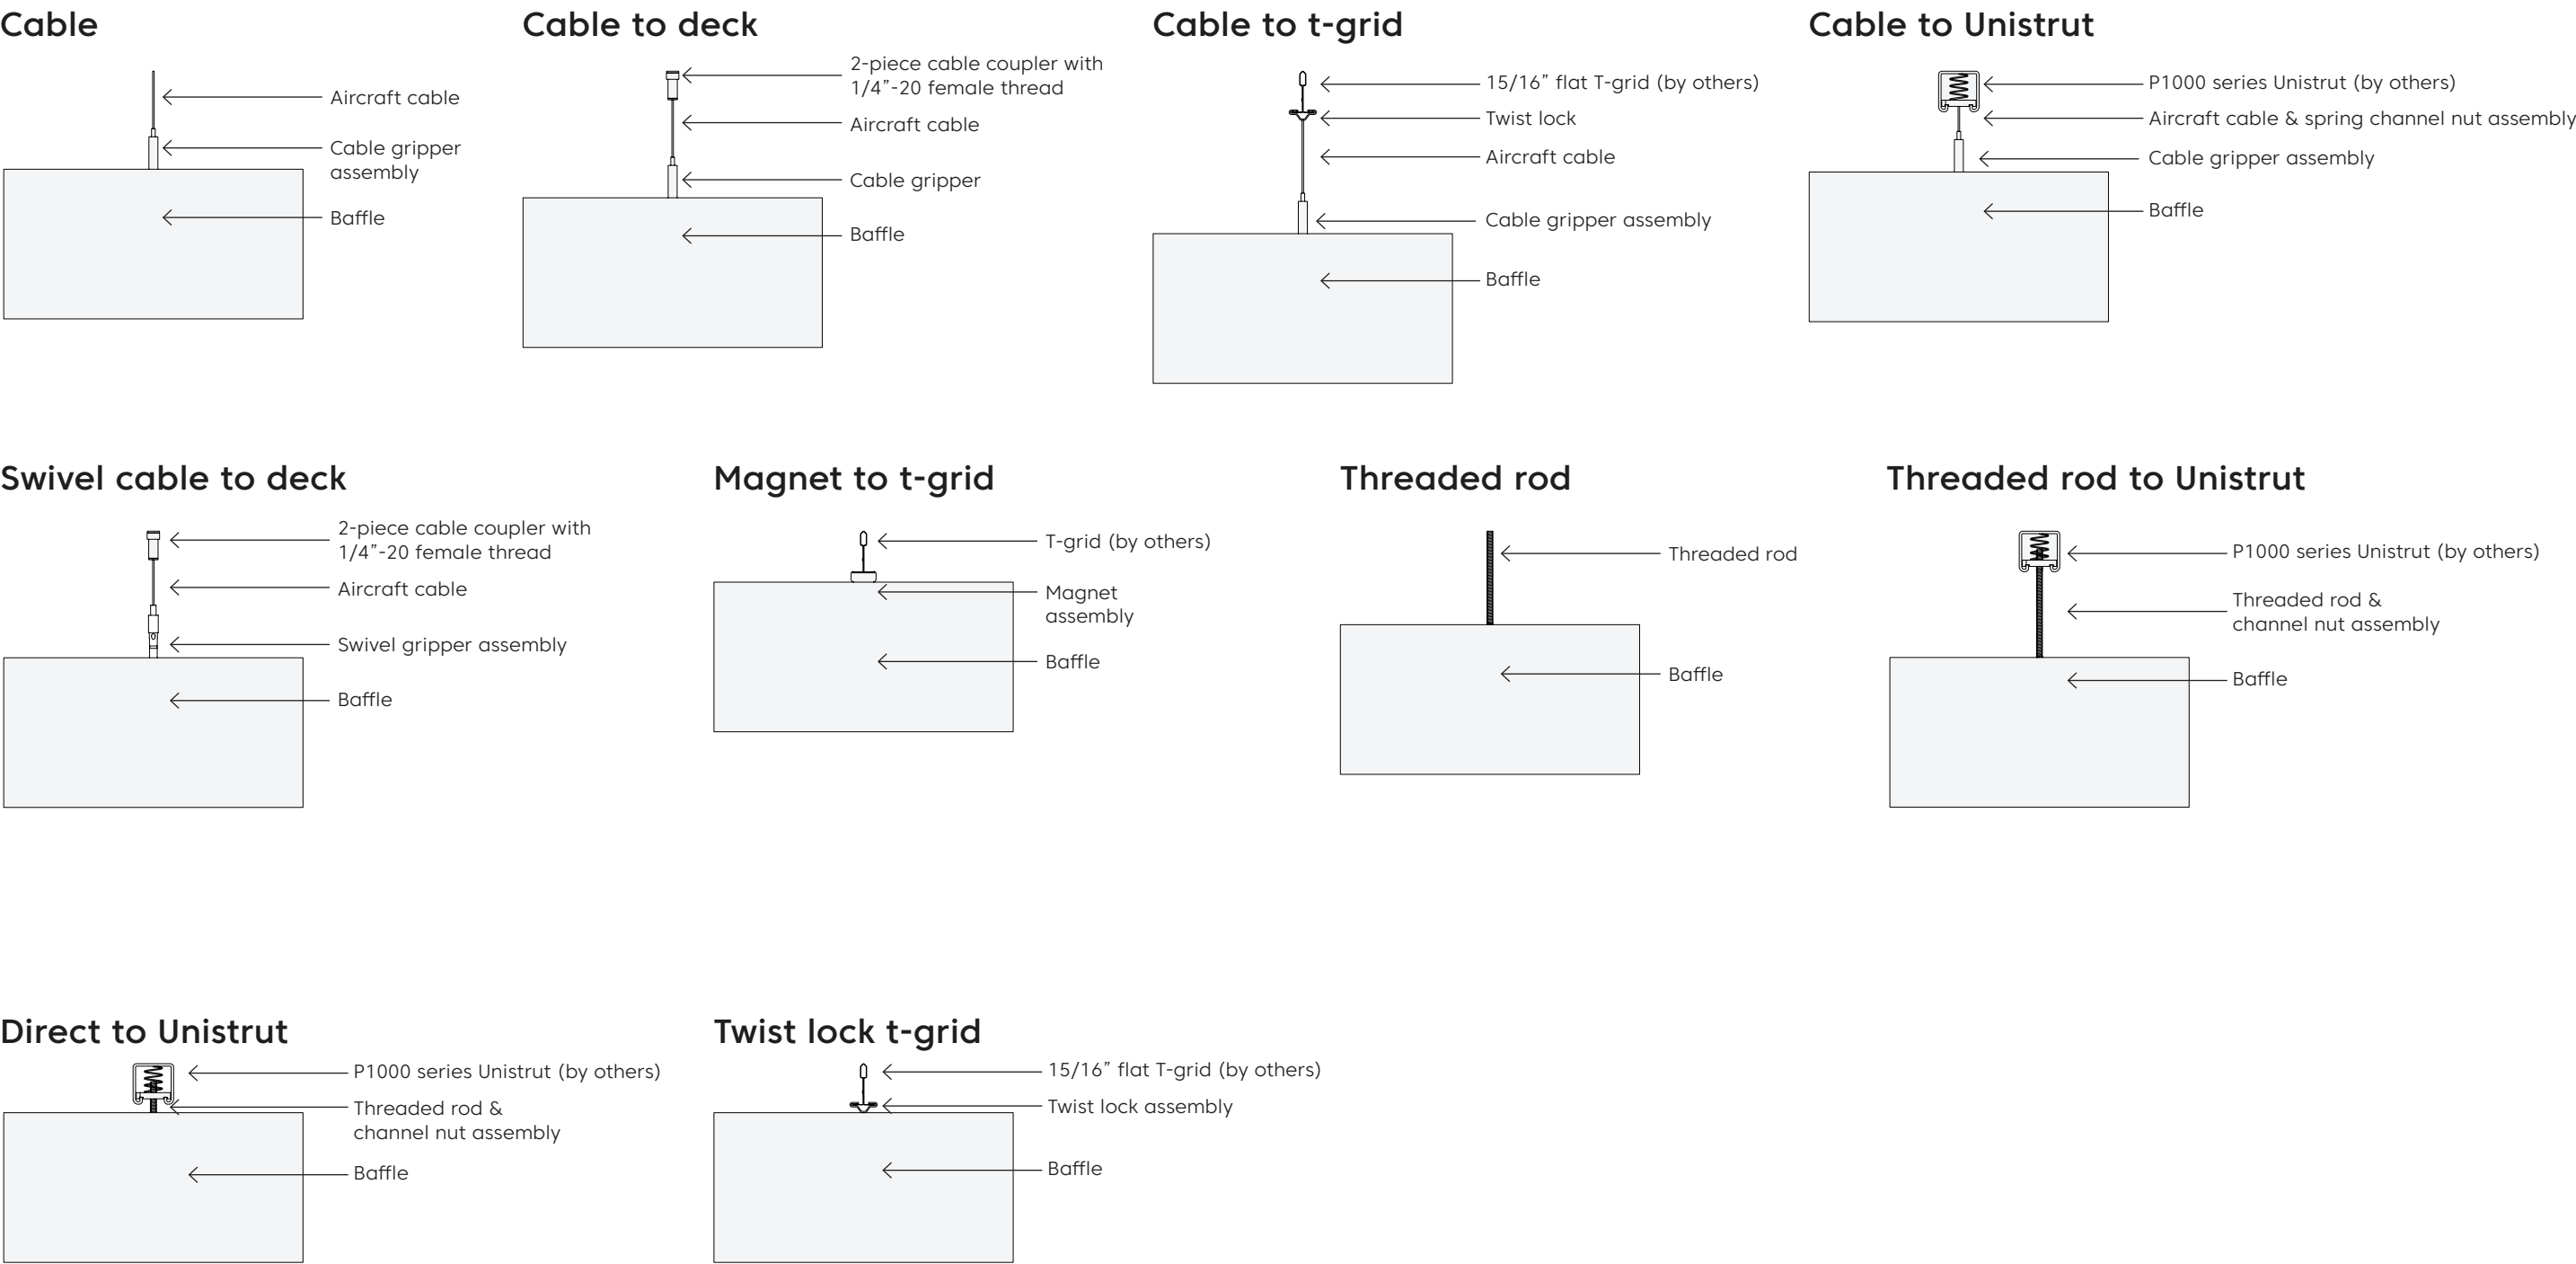 Cable
Aircraft cable
Cable gripper
assembly
Baffle
Cable to deck
2-piece cable coupler with
1/4”-20 female thread
Aircraft cable
Cable gripper
Baffle
Cable to t-grid
15/16” flat T-grid (by others)
Twist lock
Aircraft cable
Cable gripper assembly
Baffle
Cable to Unistrut
P1000 series Unistrut (by others)
Aircraft cable & spring channel nut assembly
Cable gripper assembly
Baffle
Swivel cable to deck
2-piece cable coupler with
1/4”-20 female thread
Aircraft cable
Swivel gripper assembly
Baffle
Magnet to t-grid
T-grid (by others)
Magnet
assembly
Baffle
Threaded rod
Threaded rod
Baffle
Threaded rod to Unistrut
P1000 series Unistrut (by others)
Threaded rod &
channel nut assembly
Baffle
Direct to Unistrut
P1000 series Unistrut (by others)
Threaded rod &
channel nut assembly
Baffle
Twist lock t-grid
15/16” flat T-grid (by others)
Twist lock assembly
Baffle